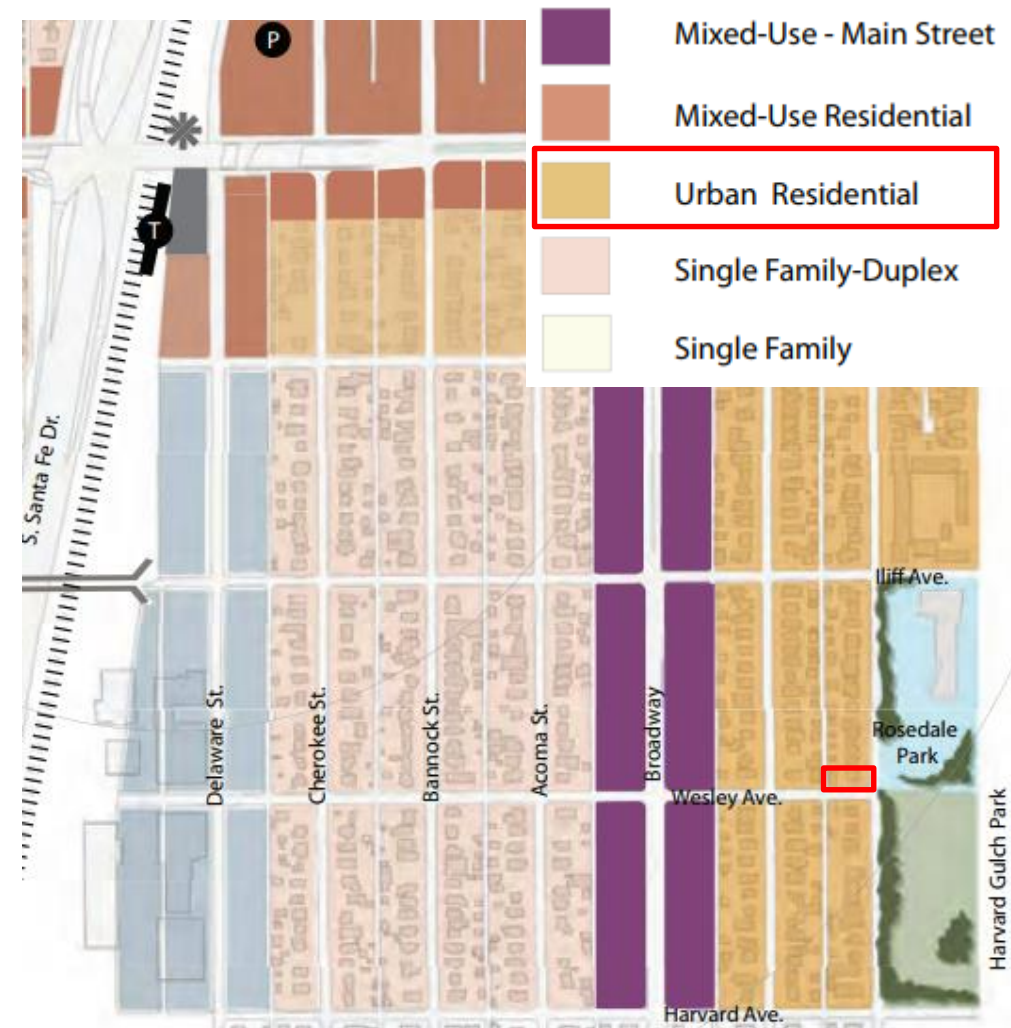 P
Mixed-Use - Main Street
Mixed-Use Residential
Urban Residential
Single Family-Duplex
Single Family
T
S. Santa Fe Dr.
Iliff Ave.
Delaware St.
Cherokee St.
Bannock St.
Acoma St.
Broadway
Rosedale
Park
Wesley Ave.
Harvard Gulch Park
Harvard Ave.